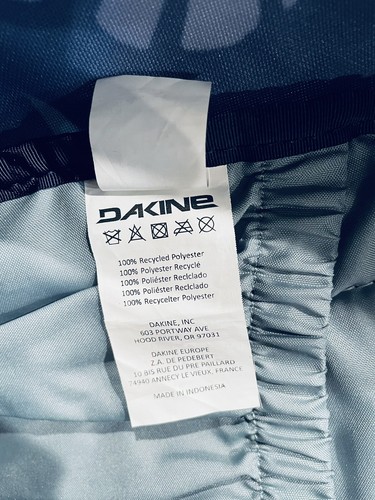 DAKINE
100% Recycled Polyester
100% Polyester Recyclé
100% Poliéster Reciclado
100% Poliéster Reciclado
100% Recycelter Polyester
DAKINE, INC
603 PORTWAY AVE
HOOD RIVER, OR 97031
DAKINE EUROPE
Z.A. DE PEDEBERT
10 BIS RUE DU PRE PAILLARD
74940 ANNECY LE VIEUX, FRANCE
MADE IN INDONESIA